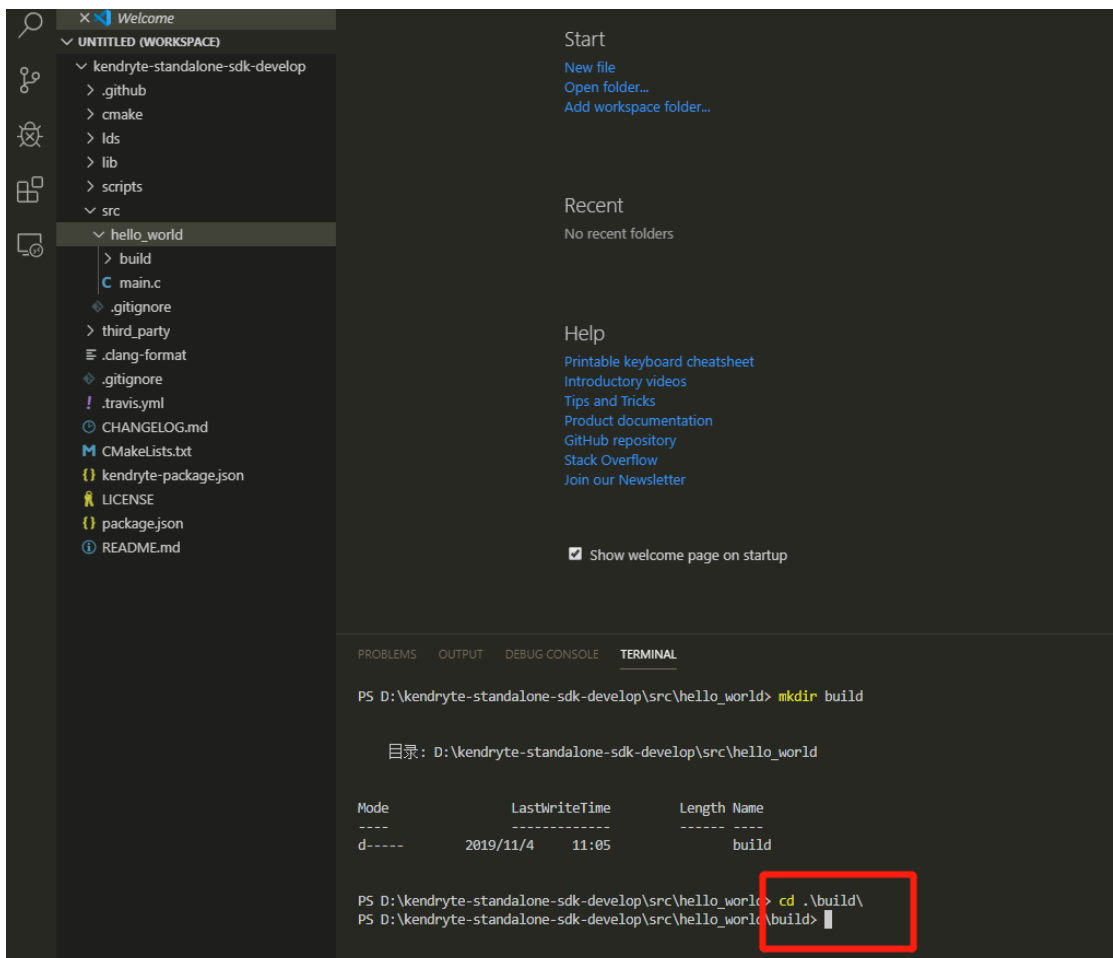 Welcome
UNTITLED (WORKSPACE)
kendryte-standalone-sdk-develop
.github
cmake
lds
lib
scripts
src
hello_world
build
C main.c
.gitignore
third_party
.clang-format
.gitignore
! .travis.yml
CHANGELOG.md
M CMakeLists.txt
{} kendryte-package.json
LICENSE
{} package.json
README.md
Start
New file
Open folder...
Add workspace folder...
Recent
No recent folders
Help
Printable keyboard cheatsheet
Introductory videos
Tips and Tricks
Product documentation
GitHub repository
Stack Overflow
Join our Newsletter
Show welcome page on startup
PROBLEMS OUTPUT DEBUG CONSOLE TERMINAL
PS D:\kendryte-standalone-sdk-develop\src\hello_world> mkdir build
目录: D:\kendryte-standalone-sdk-develop\src\hello_world
Mode LastWriteTime Length Name
---- ------------- ------ ----
d----- 2019/11/4 11:05 build
PS D:\kendryte-standalone-sdk-develop\src\hello_world> cd .\build\
PS D:\kendryte-standalone-sdk-develop\src\hello_world\build>